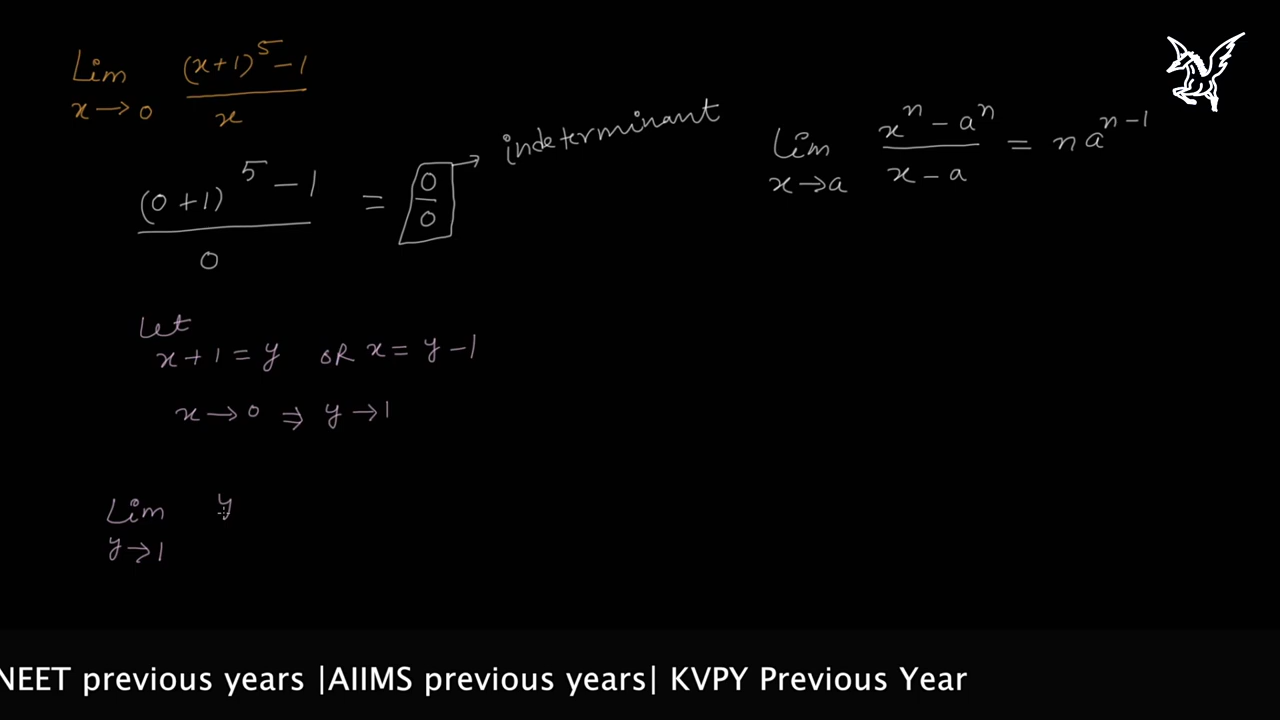 Lim x→0 (x+1)^5 - 1 / x
(0+1)^5 - 1 / 0 = 0/0 → indeterminant
Lim x→a x^n - a^n / x - a = n a^{n-1}
Let
x + 1 = y OR x = y - 1
x → 0 ⇒ y → 1
Lim y→1 y
NEET previous years |AIIMS previous years| KVPY Previous Year